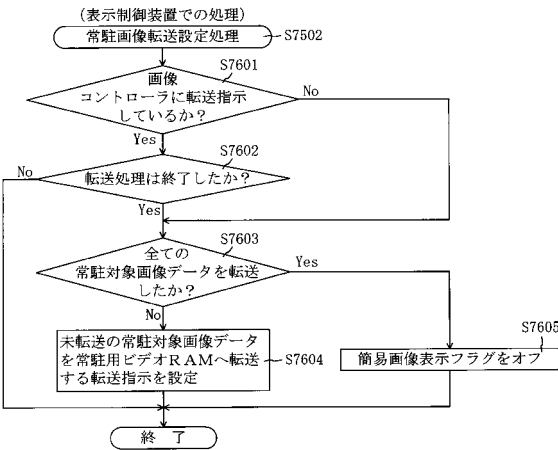 (表示制御装置での処理)
常駐画像転送設定処理
S7502
画像
コントローラに転送指示
しているか?
S7601
No
Yes
転送処理は終了したか?
S7602
No
Yes
全ての
常駐対象画像データを転送
したか?
S7603
Yes
No
未転送の常駐対象画像データ
を常駐用ビデオRAMへ転送
する転送指示を設定
S7604
S7605
簡易画像表示フラグをオフ
終 了